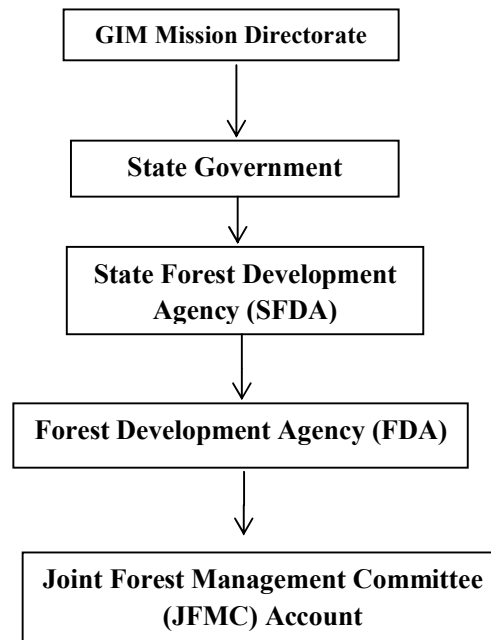 GIM Mission Directorate
State Government
State Forest Development
Agency (SFDA)
Forest Development Agency (FDA)
Joint Forest Management Committee
(JFMC) Account